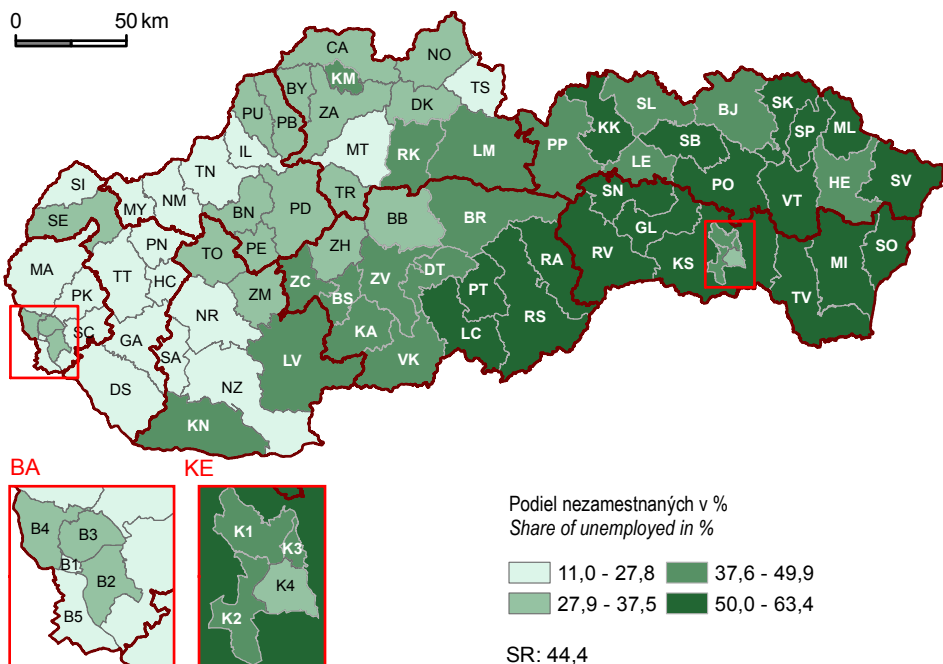 0 50 km
CA
NO
KM
TS
BY
PU
PB
ZA
DK
IL
MT
RK
LM
PP
KK
SL
BJ
SK
SP
ML
SB
LE
PO
VT
HE
SV
TN
SI
MY
NM
SE
BN
PD
TR
BB
BR
SN
GL
RV
KS
MI
SO
TV
PN
TO
PE
ZH
MA
TT
HC
ZM
ZC
BS
ZV
DT
RA
PT
PK
SC
GA
NR
SA
KA
LC
RS
VK
LV
DS
NZ
KN
BA
KE
B4
B3
B1
B2
B5
K1
K3
K4
K2
Podiel nezamestnaných v %
Share of unemployed in %
11,0 - 27,8
37,6 - 49,9
27,9 - 37,5
50,0 - 63,4
SR: 44,4